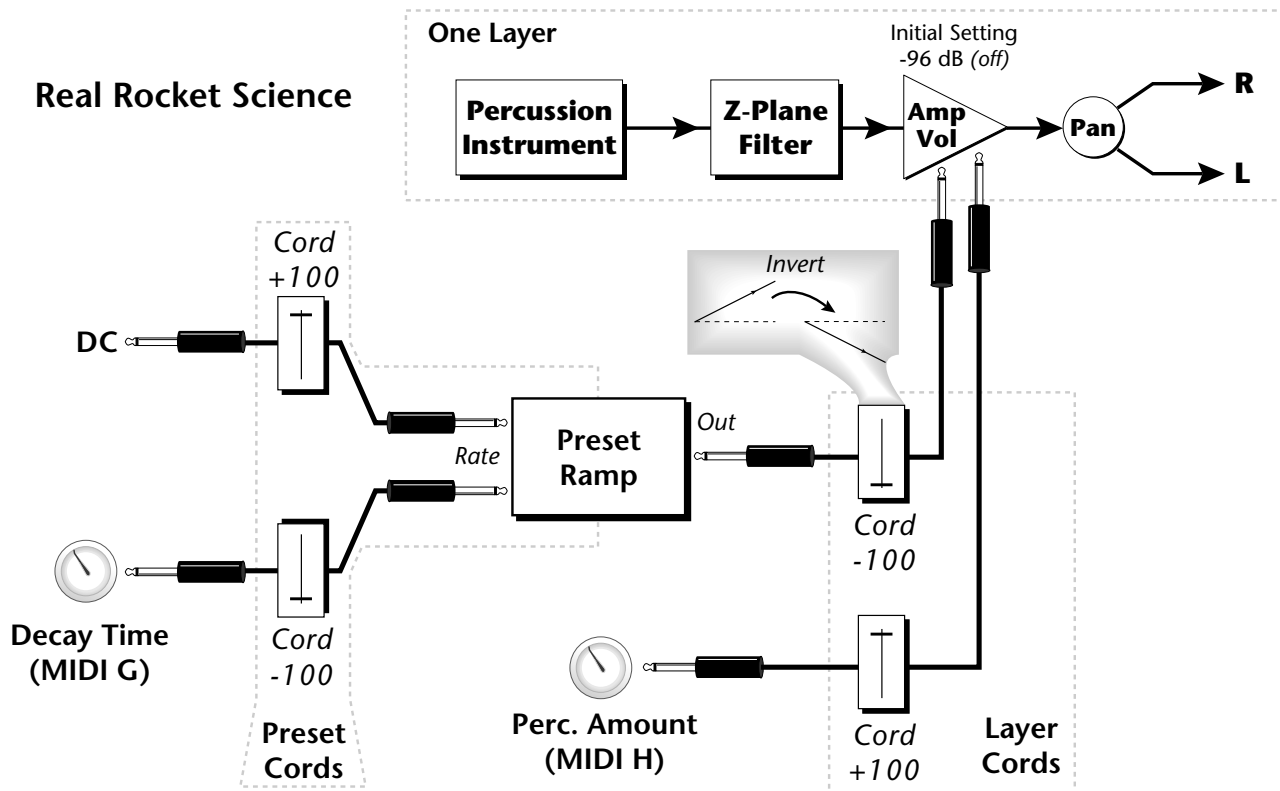 Real Rocket Science
One Layer
Initial Setting
-96 dB (off)
Percussion
Instrument
Z-Plane
Filter
Amp
Vol
Pan
R
L
Cord
+100
DC
Invert
Rate
Preset
Ramp
Out
Cord
-100
Decay Time
(MIDI G)
Cord
-100
Preset
Cords
Perc. Amount
(MIDI H)
Cord
+100
Layer
Cords